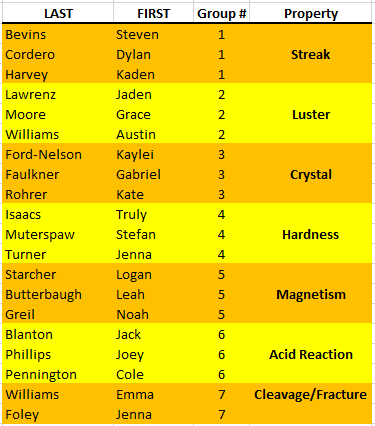 LAST FIRST Group # Property
Bevins Steven 1
Cordero Dylan 1 Streak
Harvey Kaden 1
Lawrenz Jaden 2
Moore Grace 2 Luster
Williams Austin 2
Ford-Nelson Kaylei 3
Faulkner Gabriel 3 Crystal
Rohrer Kate 3
Isaacs Truly 4
Muterspaw Stefan 4 Hardness
Turner Jenna 4
Starcher Logan 5
Butterbaugh Leah 5 Magnetism
Greil Noah 5
Blanton Jack 6
Phillips Joey 6 Acid Reaction
Pennington Cole 6
Williams Emma 7 Cleavage/Fracture
Foley Jenna 7